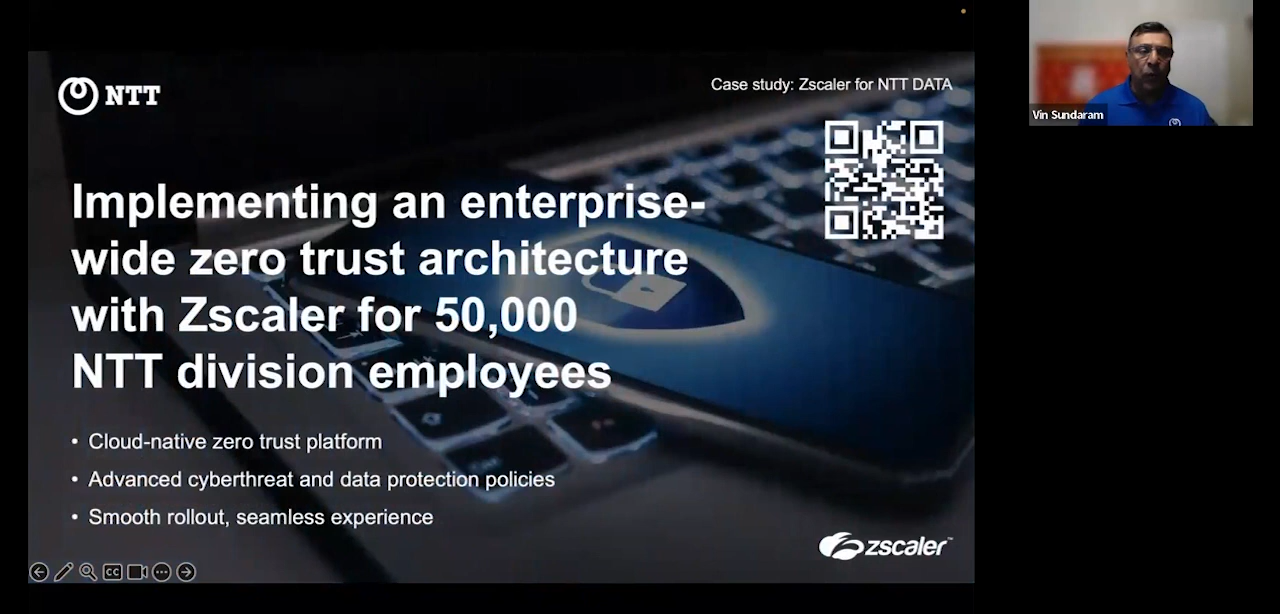 NTT
Case study: Zscaler for NTT DATA
Implementing an enterprise-
wide zero trust architecture
with Zscaler for 50,000
NTT division employees
• Cloud-native zero trust platform
• Advanced cyberthreat and data protection policies
• Smooth rollout, seamless experience
zscaler™
CC
Vin Sundaram